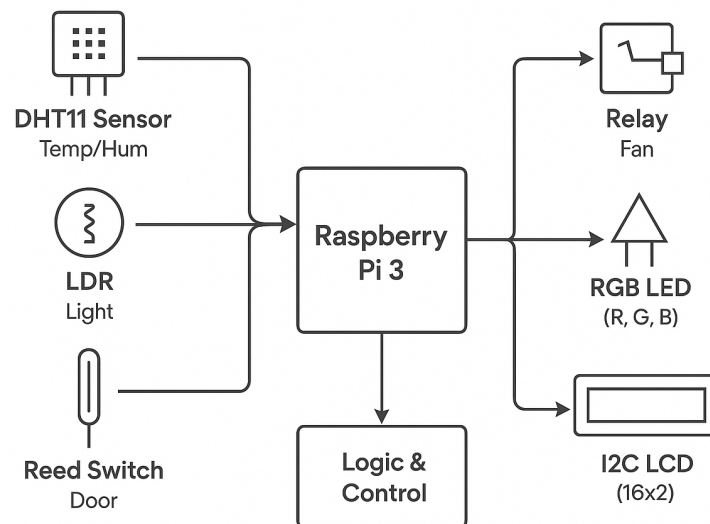 DHT11 Sensor
Temp/Hum
LDR
Light
Reed Switch
Door
Raspberry
Pi 3
Logic &
Control
Relay
Fan
RGB LED
(R, G, B)
I2C LCD
(16x2)